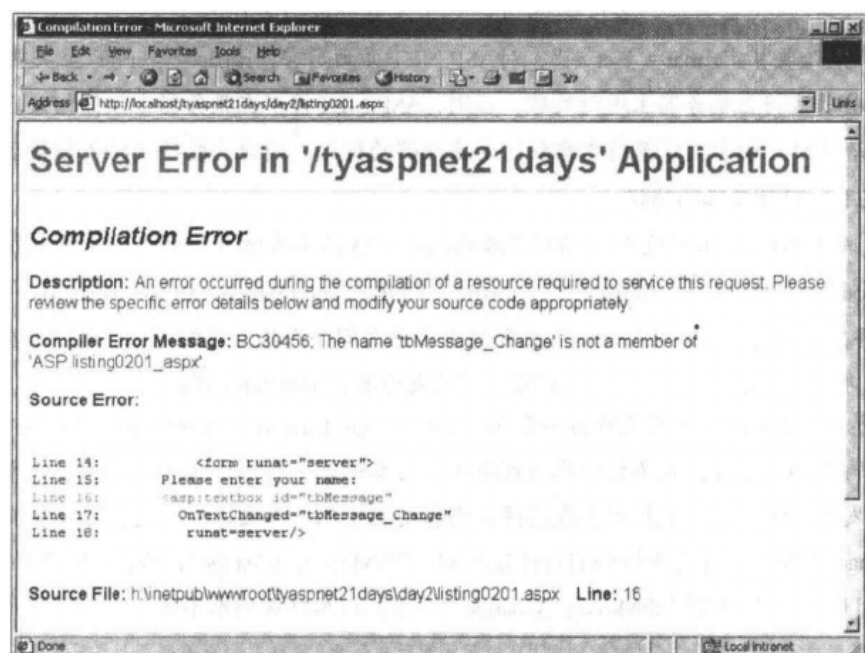 Compilation Error - Microsoft Internet Explorer
File Edit View Favorites Tools Help
Back Search Favorites History
Address http://localhost/tyaspnet21days/day2/listing0201.aspx Links
Server Error in '/tyaspnet21days' Application
Compilation Error
Description: An error occurred during the compilation of a resource required to service this request. Please
review the specific error details below and modify your source code appropriately.
Compiler Error Message: BC30456: The name 'tbMessage_Change' is not a member of
'ASP.listing0201_aspx'.
Source Error:
Line 14: <form runat="server">
Line 15: Please enter your name:
Line 16: <asp:textbox id="tbMessage"
Line 17: OnTextChanged="tbMessage_Change"
Line 18: runat=server/>
Source File: h:\inetpub\wwwroot\tyaspnet21days\day2\listing0201.aspx Line: 16
Done Local intranet